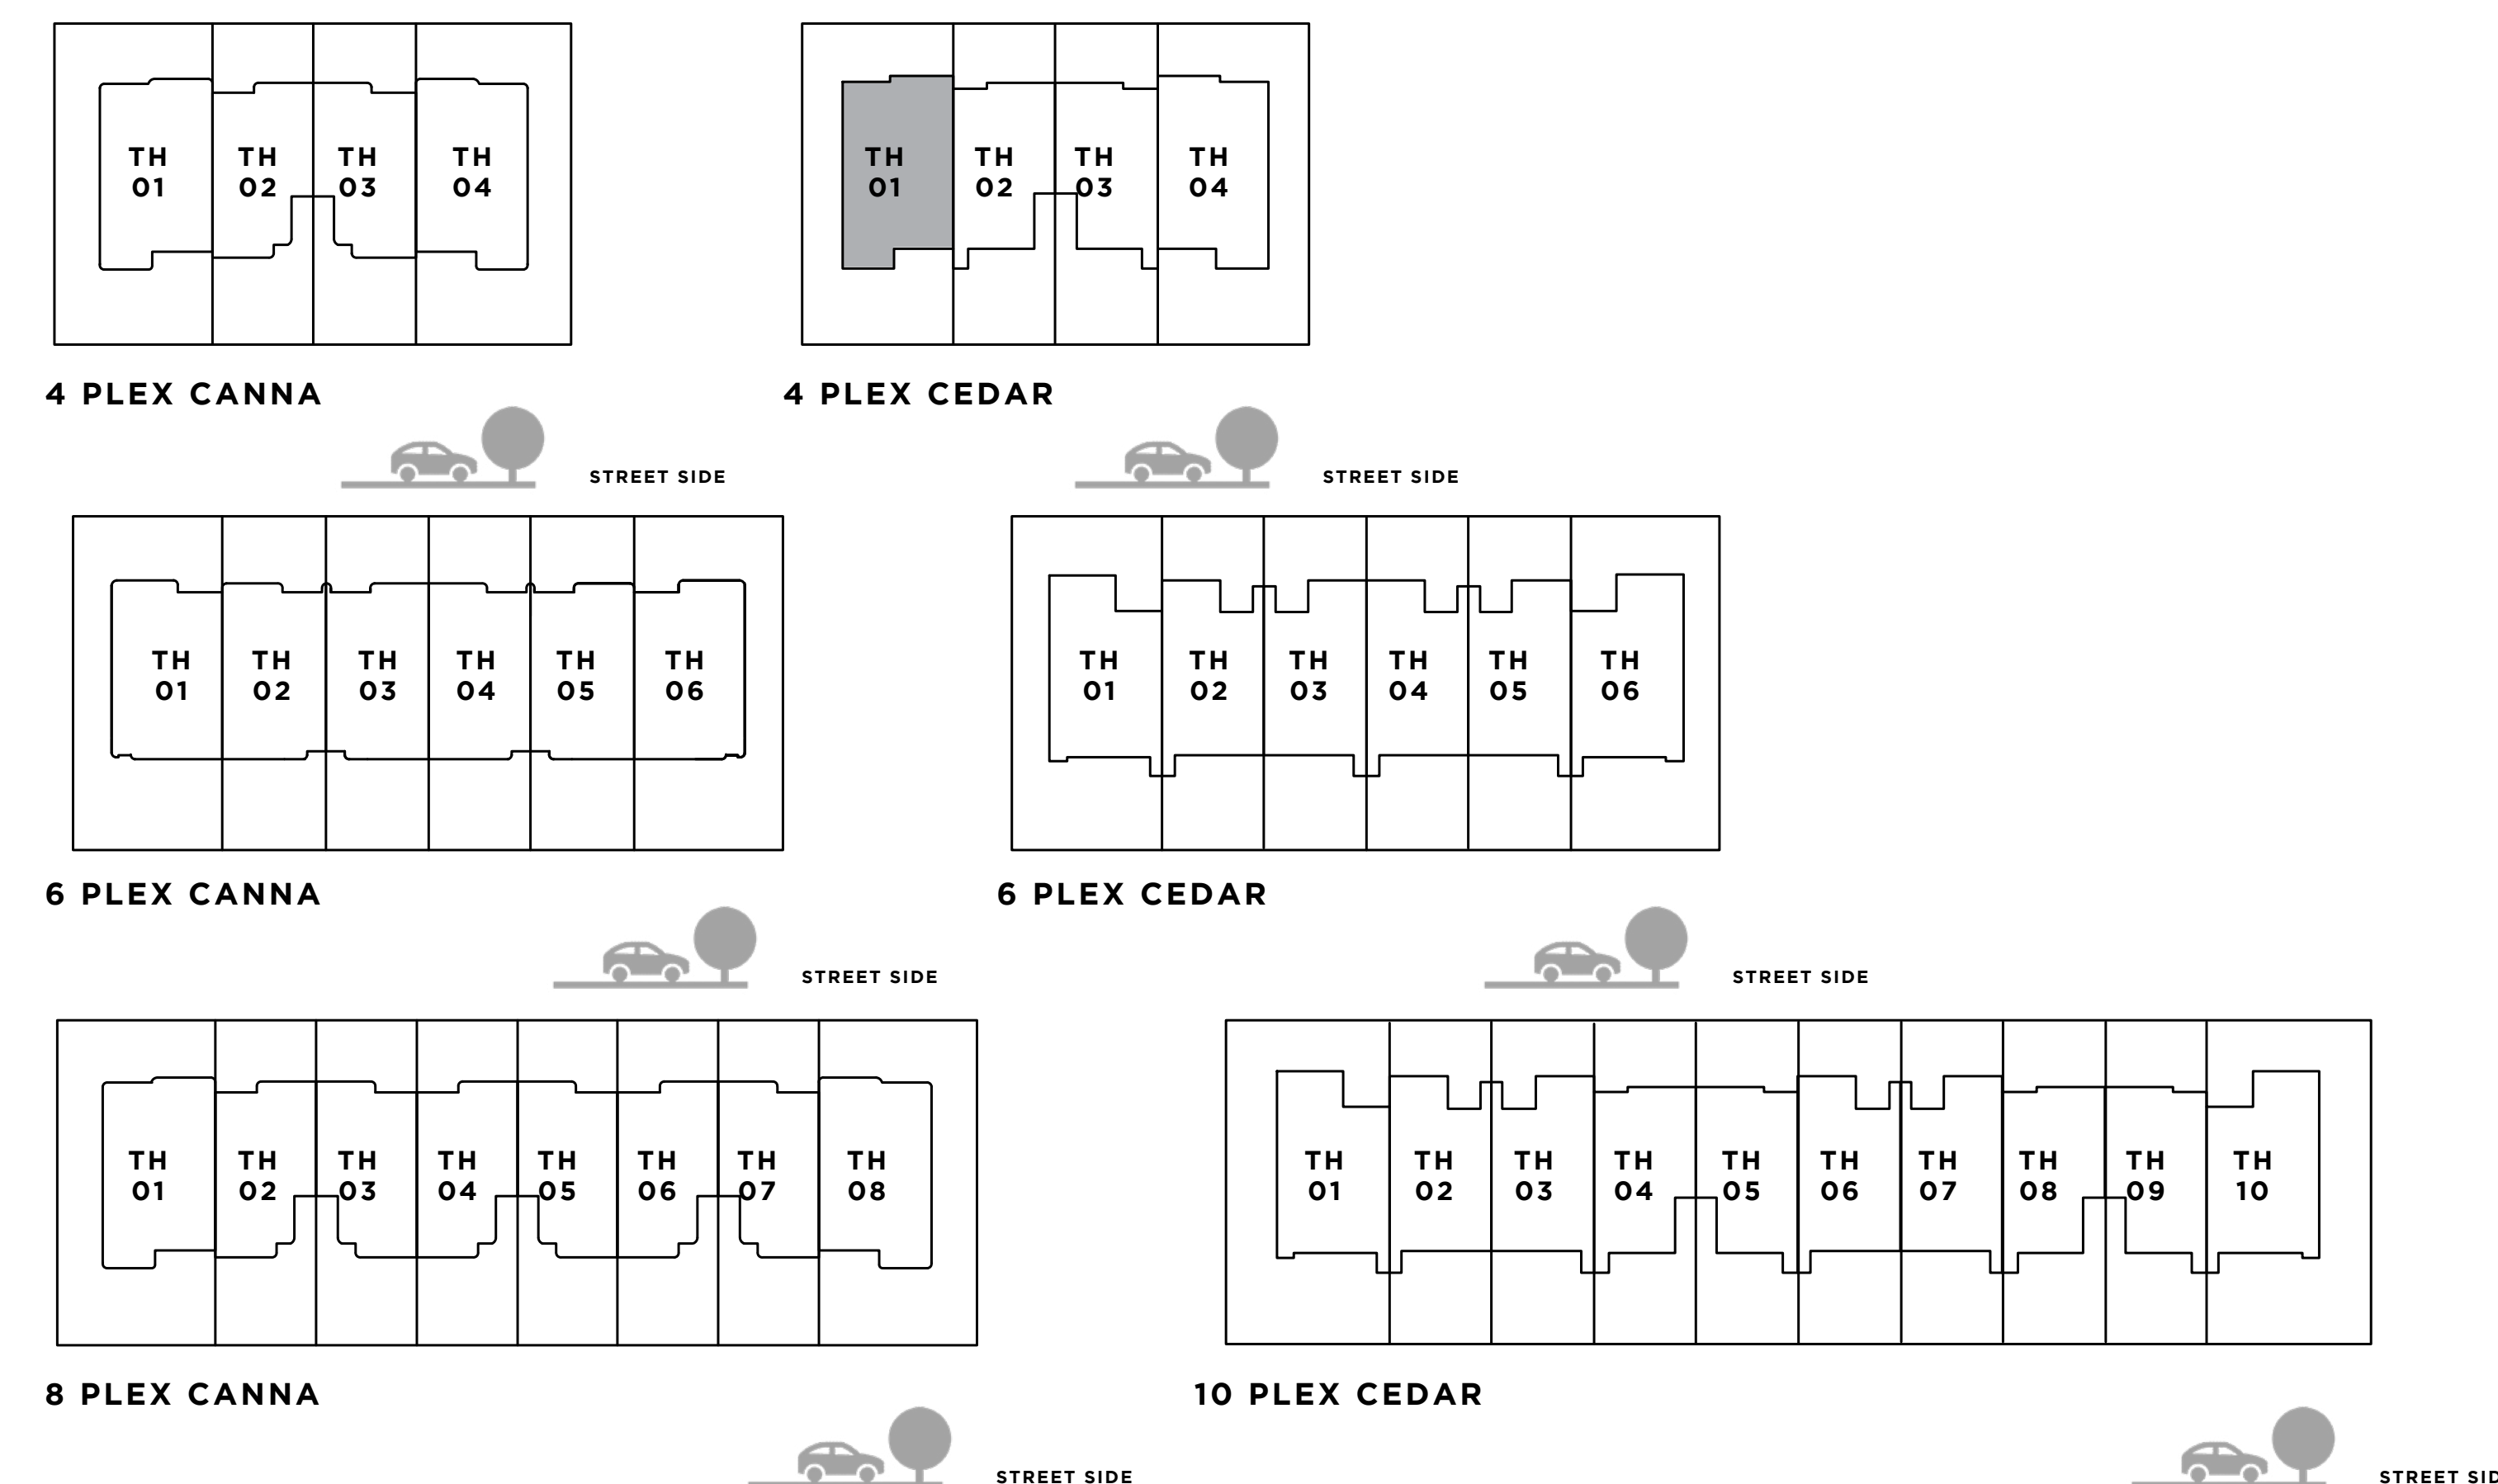 TH TH TH TH
01 02 03 04
TH TH TH TH
01 02 03 04
4 PLEX CANNA
4 PLEX CEDAR
STREET SIDE
STREET SIDE
TH TH TH TH TH TH
01 02 03 04 05 06
TH TH TH TH TH TH
01 02 03 04 05 06
6 PLEX CANNA
6 PLEX CEDAR
STREET SIDE
STREET SIDE
TH TH TH TH TH TH TH TH
01 02 03 04 05 06 07 08
TH TH TH TH TH TH TH TH TH TH
01 02 03 04 05 06 07 08 09 10
8 PLEX CANNA
10 PLEX CEDAR
STREET SIDE
STREET SID